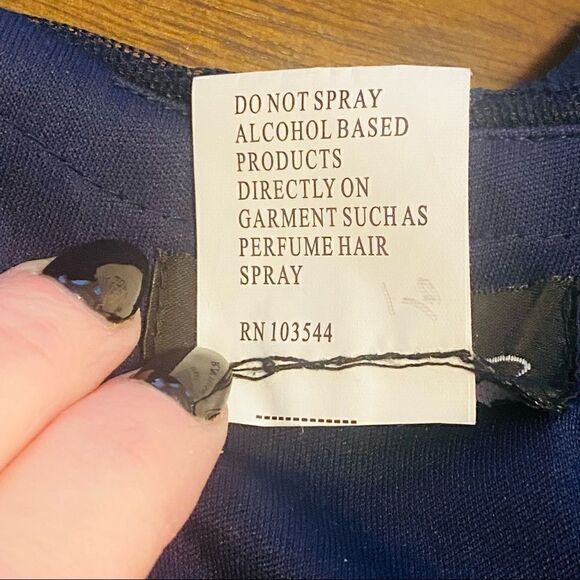 DO NOT SPRAY
ALCOHOL BASED
PRODUCTS
DIRECTLY ON
GARMENT SUCH AS
PERFUME HAIR
SPRAY
RN 103544